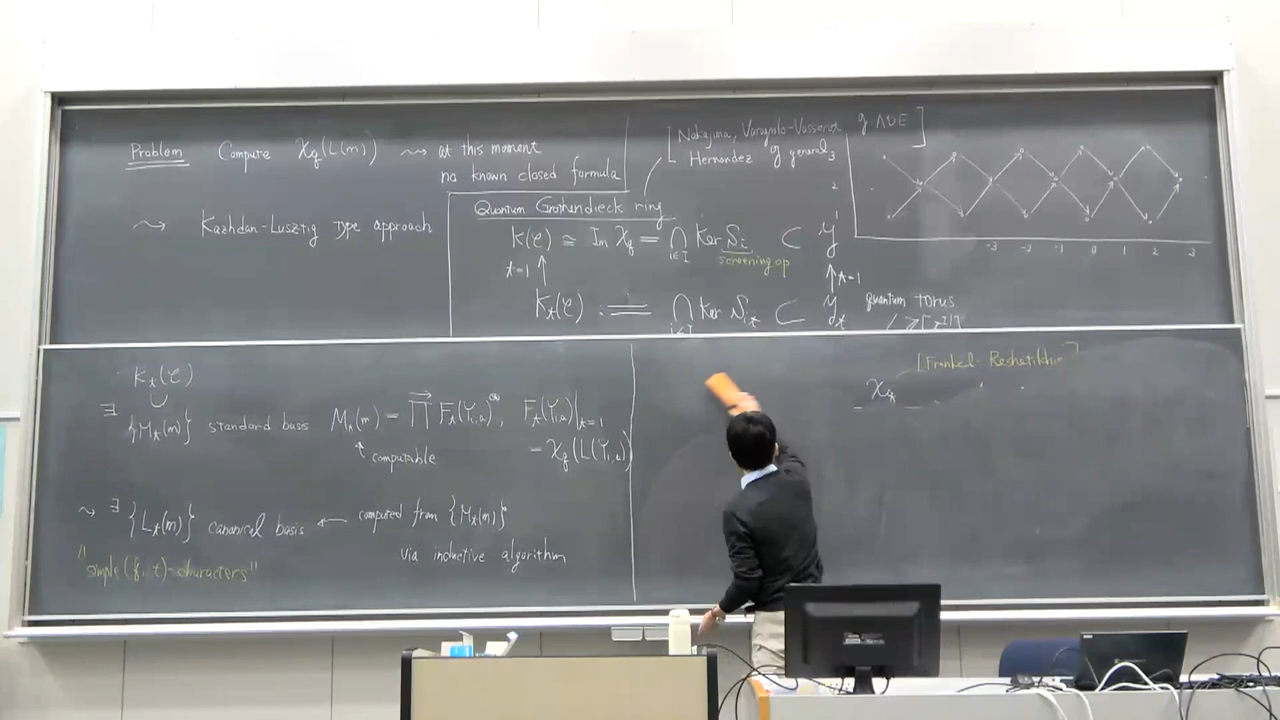 Problem Compute χ_q(L(m)) ⇝ at this moment
no known closed formula
⇝ Kazhdan-Lusztig type approach
[Nakajima, Varagnolo-Vasserot g ADE]
Hernandez g general
Quantum Grothendieck ring
K(𝒞) ≃ Im χ_q = ⋂_{i∈I} Ker S_i ⊂ 𝒴
screening op
t=1 ↑ ↑ t=1
K_t(𝒞) := ⋂ Ker S_{i,t} ⊂ 𝒴_t quantum torus
3
2
-3 -2 -1 0 1 2 3
K_t(𝒞)
∪
∃ {M_t(m)} standard basis M_t(m) = ∏→ F_t(Y_{i,a}), F_t(Y_{i,a})|_{t=1}
↑ computable = χ_q(L(Y_{i,a}))
⇝ ∃ {L_t(m)} canonical basis ← computed from {M_t(m)}
via inductive algorithm
"simple (q,t)-characters"
[Frenkel-Reshetikhin]
χ_q